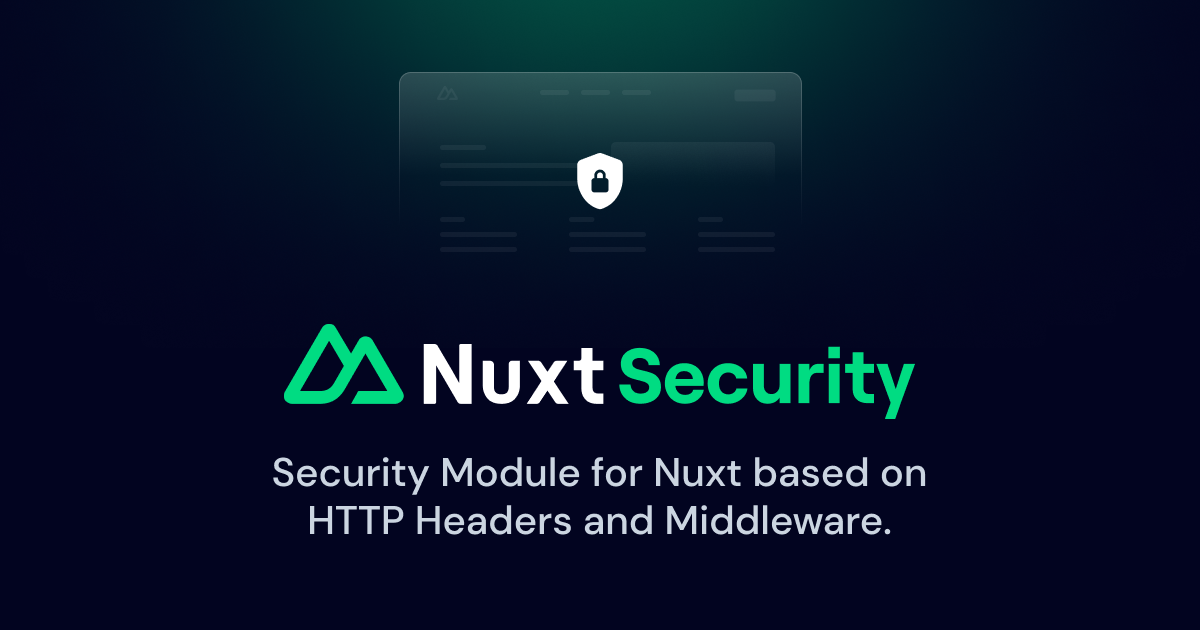 Nuxt Security
Security Module for Nuxt based on
HTTP Headers and Middleware.